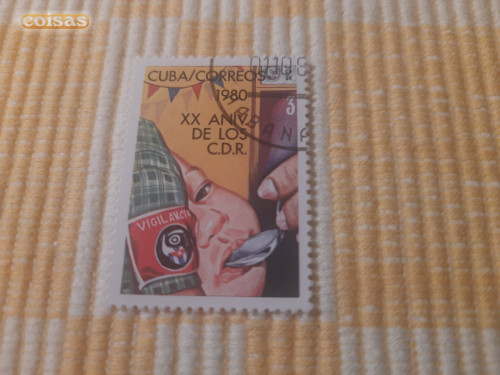 coisas
CUBA/CORREOS
1980
3
XX ANIV.
DE LOS
C.D.R.
VIGILANCIA